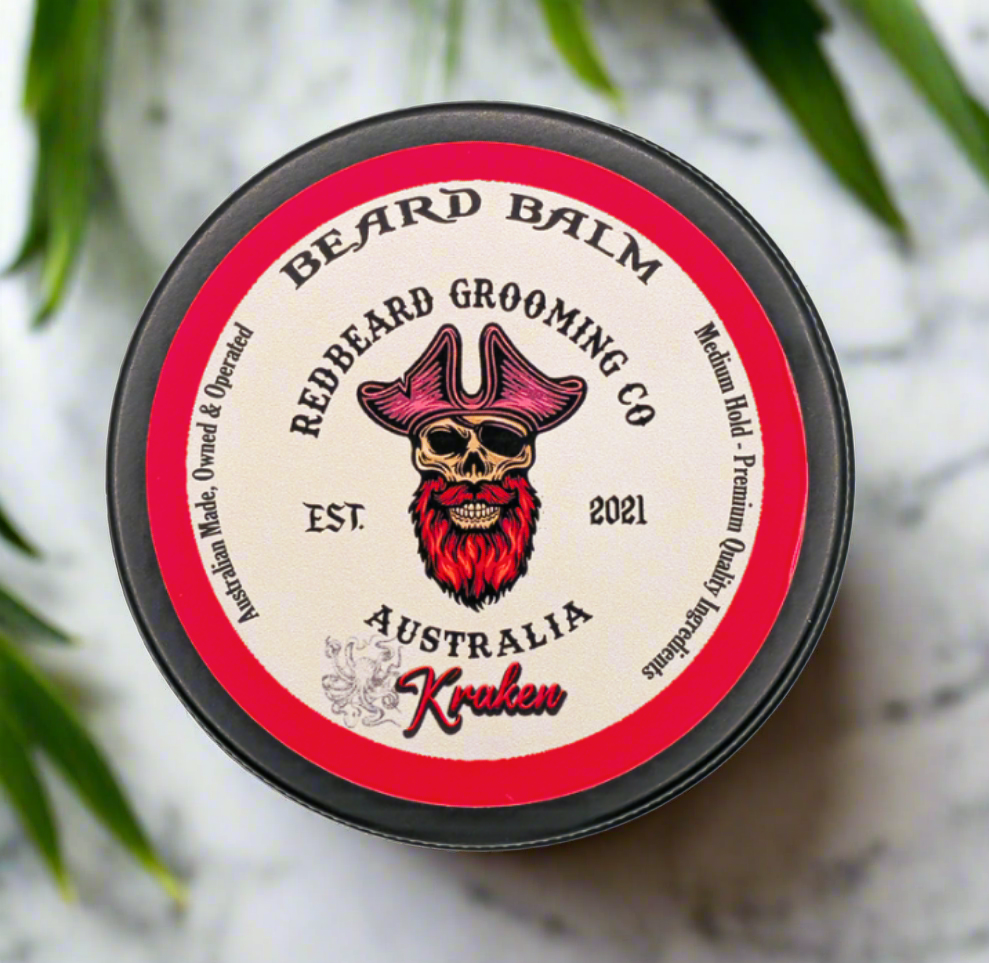 BEARD BALM
REDBEARD GROOMING CO
Australian Made, Owned & Operated
Medium Hold - Premium Quality Ingredients
EST.
2021
AUSTRALIA
Kraken